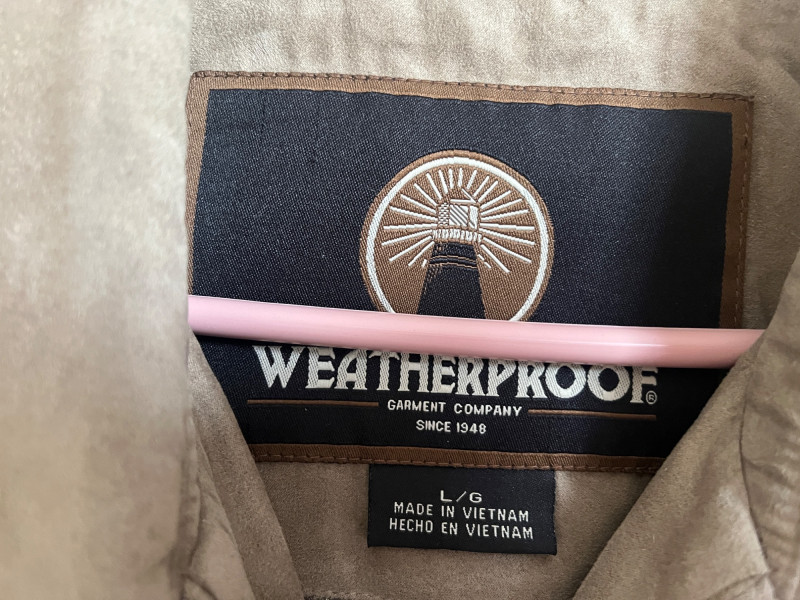 WEATHERPROOF®
GARMENT COMPANY
SINCE 1948
L/G
MADE IN VIETNAM
HECHO EN VIETNAM